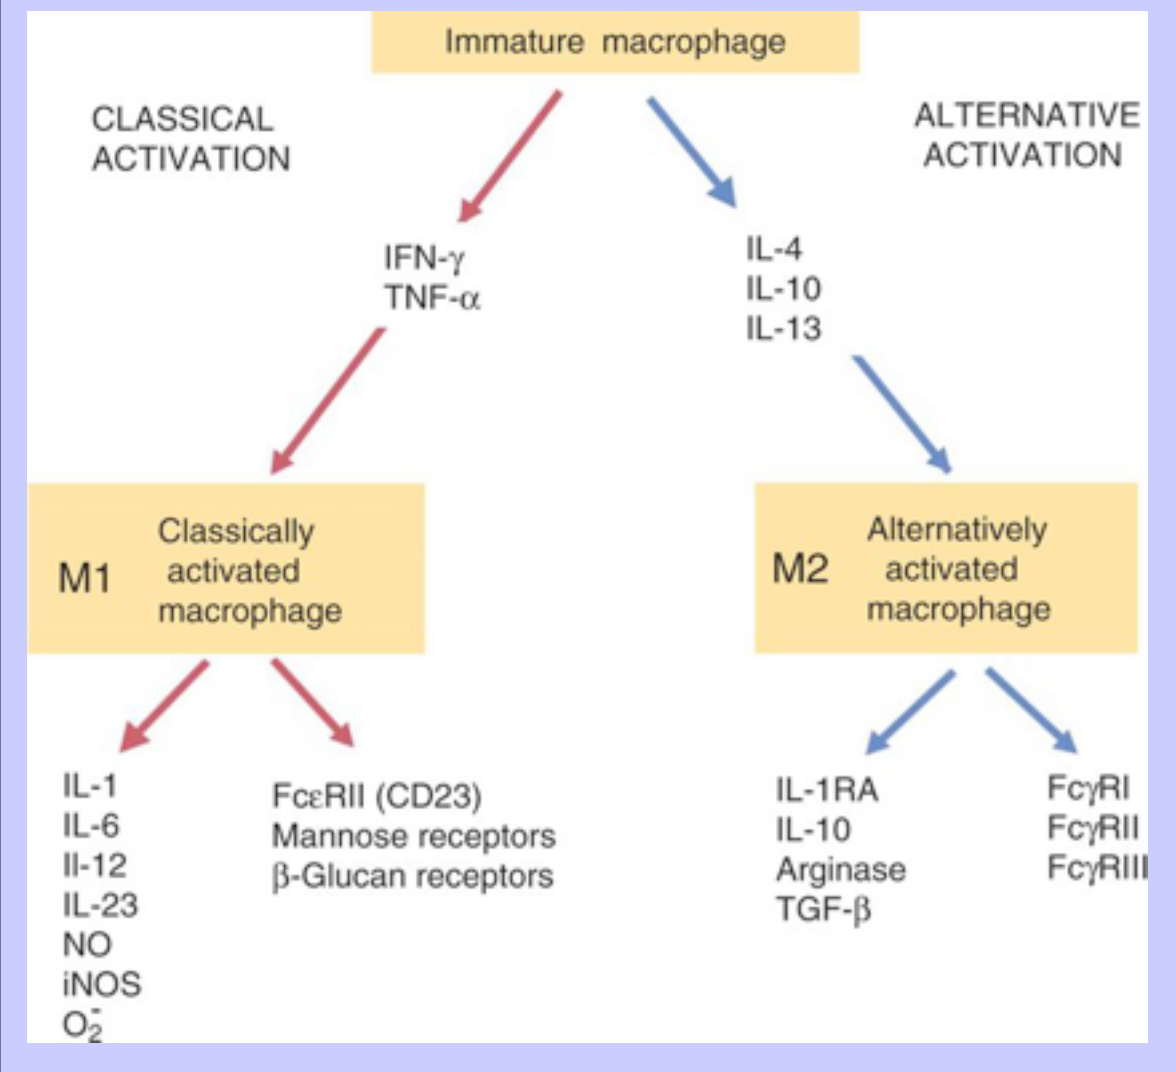 Immature macrophage
CLASSICAL
ACTIVATION
ALTERNATIVE
ACTIVATION
IFN-γ
TNF-α
IL-4
IL-10
IL-13
M1
Classically
activated
macrophage
M2
Alternatively
activated
macrophage
IL-1
IL-6
Il-12
IL-23
NO
iNOS
O₂⁻
FcεRII (CD23)
Mannose receptors
β-Glucan receptors
IL-1RA
IL-10
Arginase
TGF-β
FcγRI
FcγRII
FcγRIII